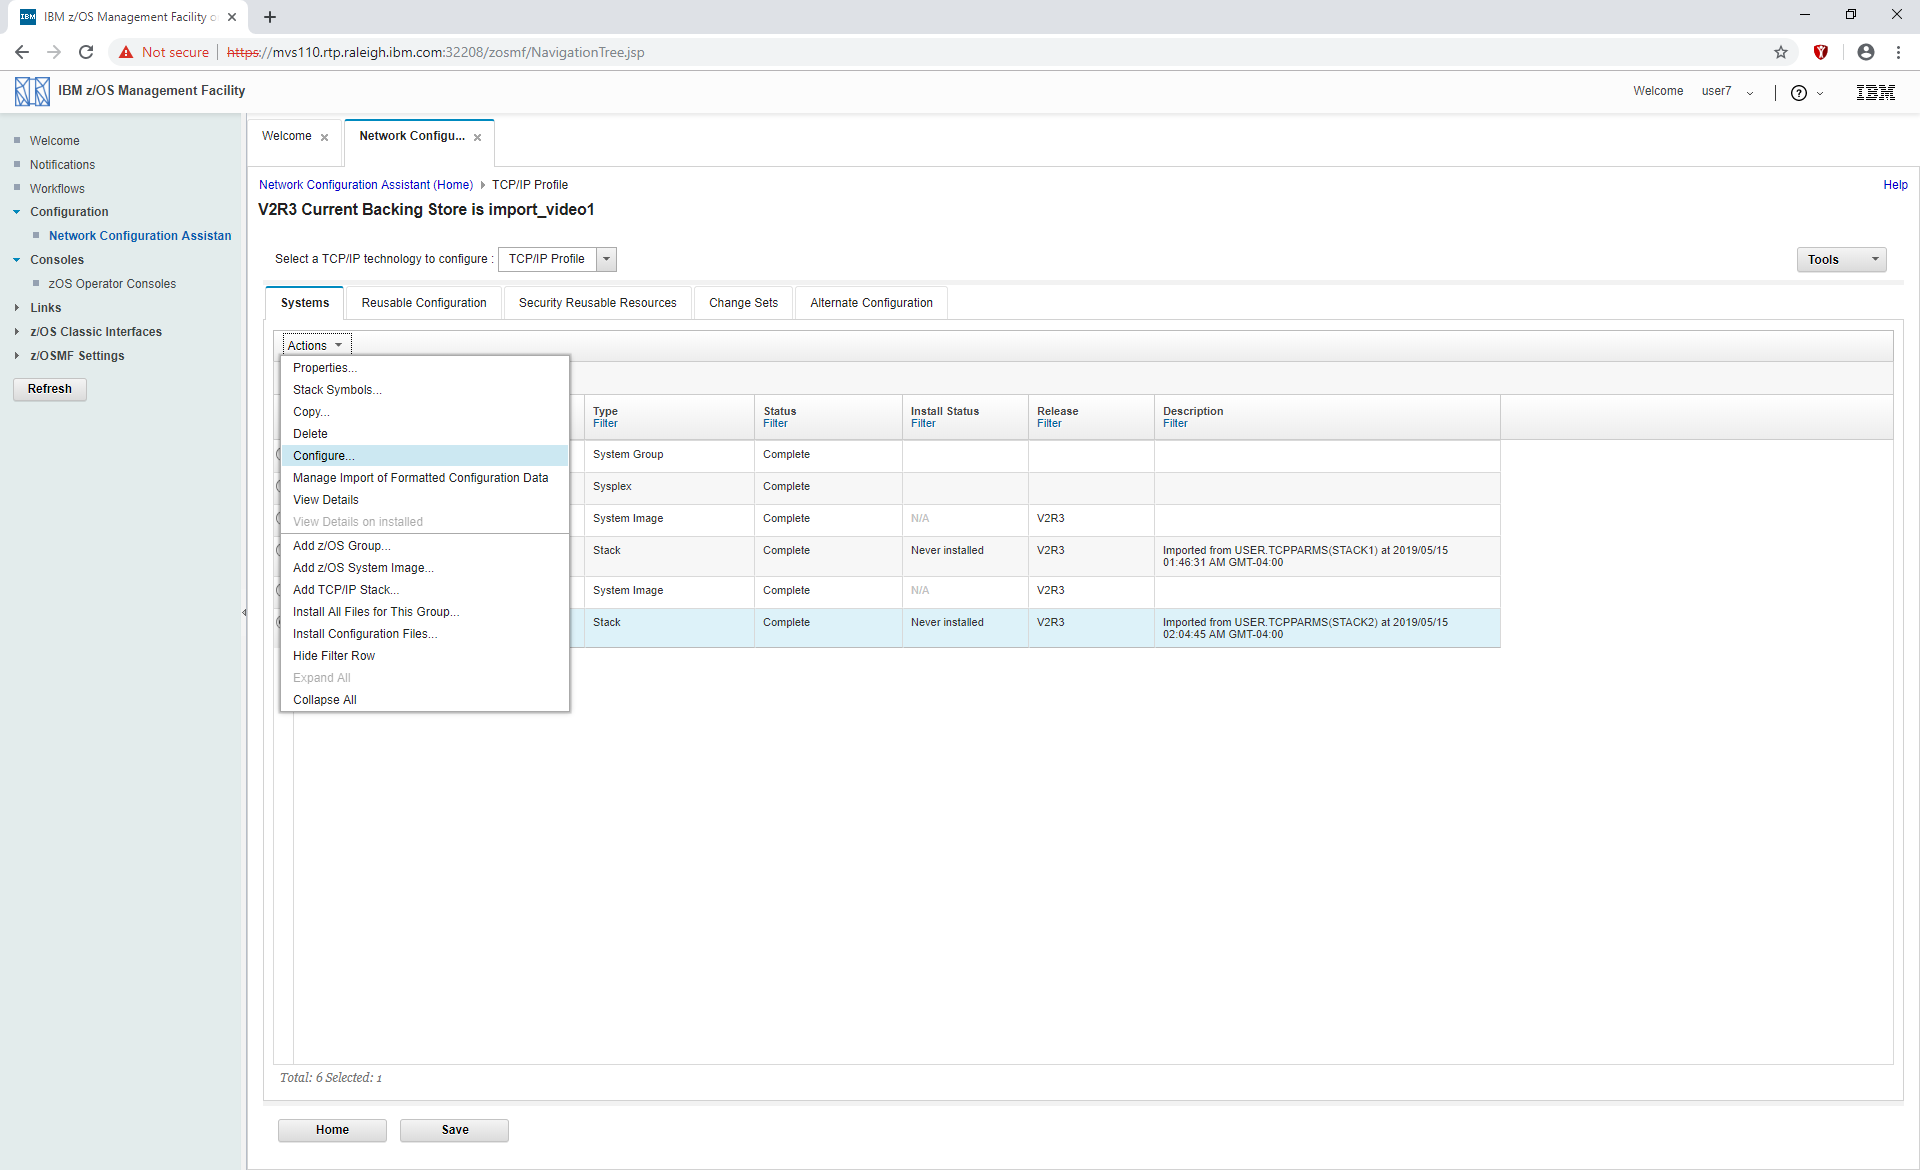 IBM z/OS Management Facility o
Not secure
https://mvs110.rtp.raleigh.ibm.com:32208/zosmf/NavigationTree.jsp
IBM z/OS Management Facility
Welcome user7
IBM
Welcome
Notifications
Workflows
Configuration
Network Configuration Assistan
Consoles
zOS Operator Consoles
Links
z/OS Classic Interfaces
z/OSMF Settings
Refresh
Welcome
Network Configu...
Network Configuration Assistant (Home) TCP/IP Profile
Help
V2R3 Current Backing Store is import_video1
Select a TCP/IP technology to configure : TCP/IP Profile
Tools
Systems
Reusable Configuration
Security Reusable Resources
Change Sets
Alternate Configuration
Actions
Properties...
Stack Symbols...
Copy...
Delete
Configure...
Manage Import of Formatted Configuration Data
View Details
View Details on installed
Add z/OS Group...
Add z/OS System Image...
Add TCP/IP Stack...
Install All Files for This Group...
Install Configuration Files...
Hide Filter Row
Expand All
Collapse All
Type Status Install Status Release Description
Filter Filter Filter Filter Filter
System Group Complete
Sysplex Complete
System Image Complete N/A V2R3
Stack Complete Never installed V2R3 Imported from USER.TCPPARMS(STACK1) at 2019/05/15
01:46:31 AM GMT-04:00
System Image Complete N/A V2R3
Stack Complete Never installed V2R3 Imported from USER.TCPPARMS(STACK2) at 2019/05/15
02:04:45 AM GMT-04:00
Total: 6 Selected: 1
Home
Save